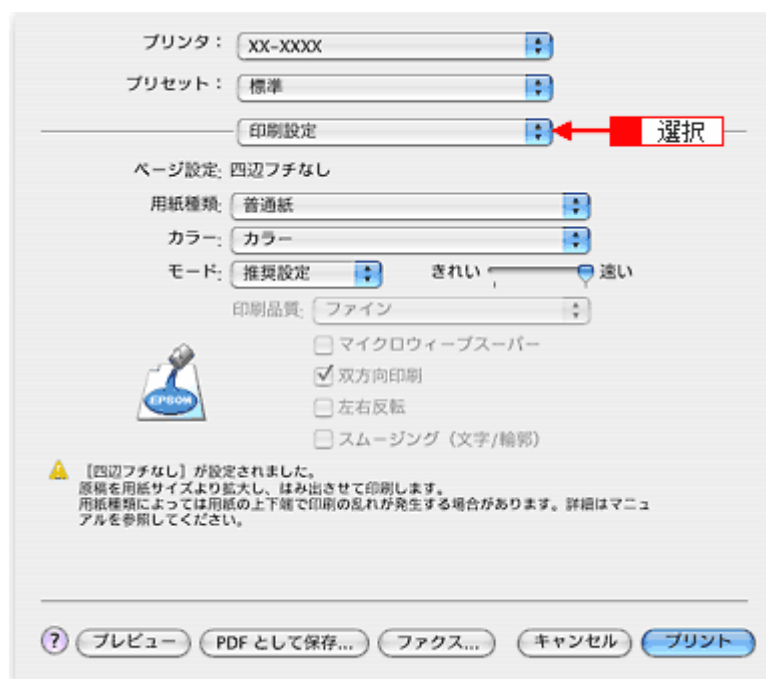 プリンタ： XX-XXXX
プリセット： 標準
印刷設定 選択
ページ設定: 四辺フチなし
用紙種類: 普通紙
カラー: カラー
モード: 推奨設定 きれい 速い
印刷品質: ファイン
マイクロウィーブスーパー
双方向印刷
EPSON
左右反転
スムージング（文字/輪郭）
[四辺フチなし] が設定されました。
原稿を用紙サイズより拡大し、はみ出させて印刷します。
用紙種類によっては用紙の上下端で印刷の乱れが発生する場合があります。詳細はマニュ
アルを参照してください。
? プレビュー PDF として保存... ファクス... キャンセル プリント